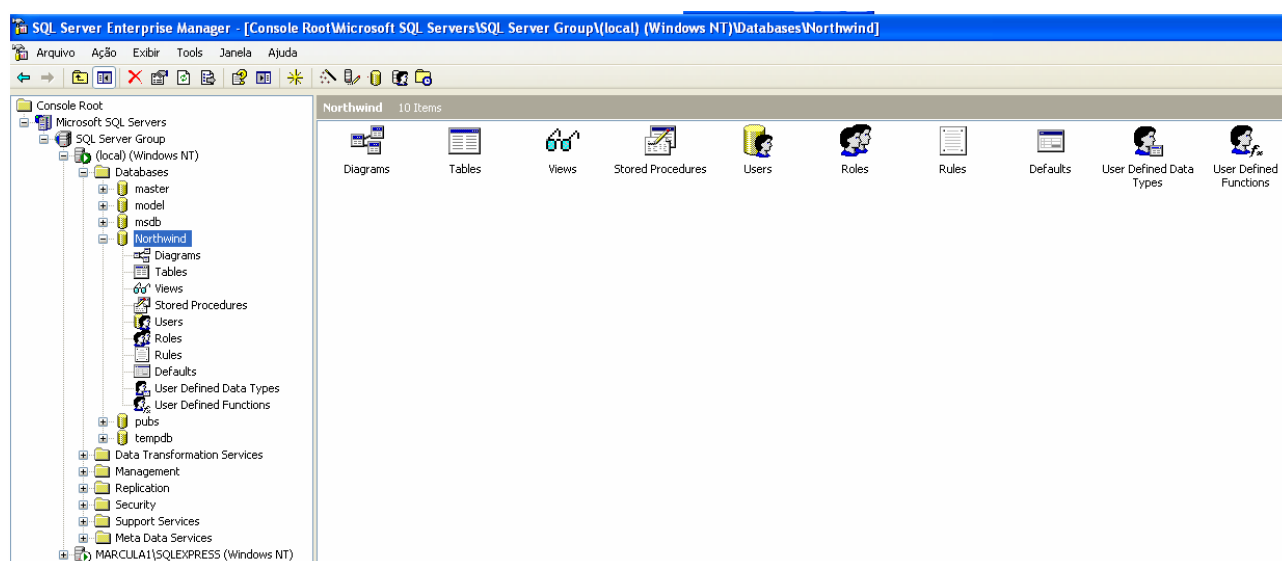 SQL Server Enterprise Manager - [Console Root\Microsoft SQL Servers\SQL Server Group\(local) (Windows NT)\Databases\Northwind]
Arquivo Ação Exibir Tools Janela Ajuda
Console Root
Microsoft SQL Servers
SQL Server Group
(local) (Windows NT)
Databases
master
model
msdb
Northwind
Diagrams
Tables
Views
Stored Procedures
Users
Roles
Rules
Defaults
User Defined Data Types
User Defined Functions
pubs
tempdb
Data Transformation Services
Management
Replication
Security
Support Services
Meta Data Services
MARCULA1\SQLEXPRESS (Windows NT)
Northwind 10 Items
Diagrams
Tables
Views
Stored Procedures
Users
Roles
Rules
Defaults
User Defined Data
Types
User Defined
Functions